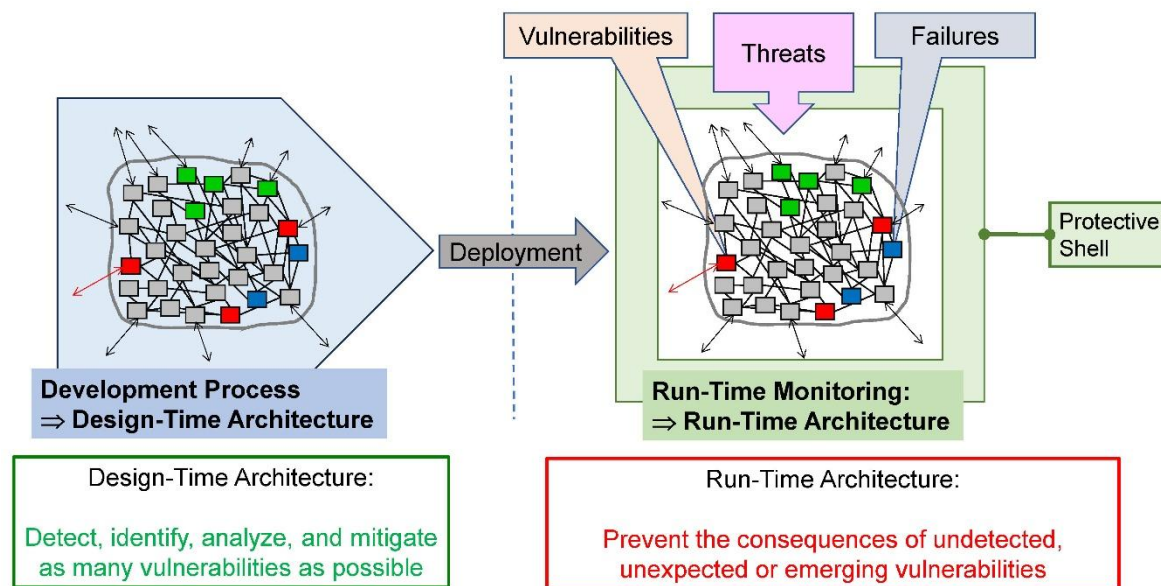 Vulnerabilities
Threats
Failures
Deployment
Protective
Shell
Development Process
⇒ Design-Time Architecture
Run-Time Monitoring:
⇒ Run-Time Architecture
Design-Time Architecture:
Detect, identify, analyze, and mitigate
as many vulnerabilities as possible
Run-Time Architecture:
Prevent the consequences of undetected,
unexpected or emerging vulnerabilities